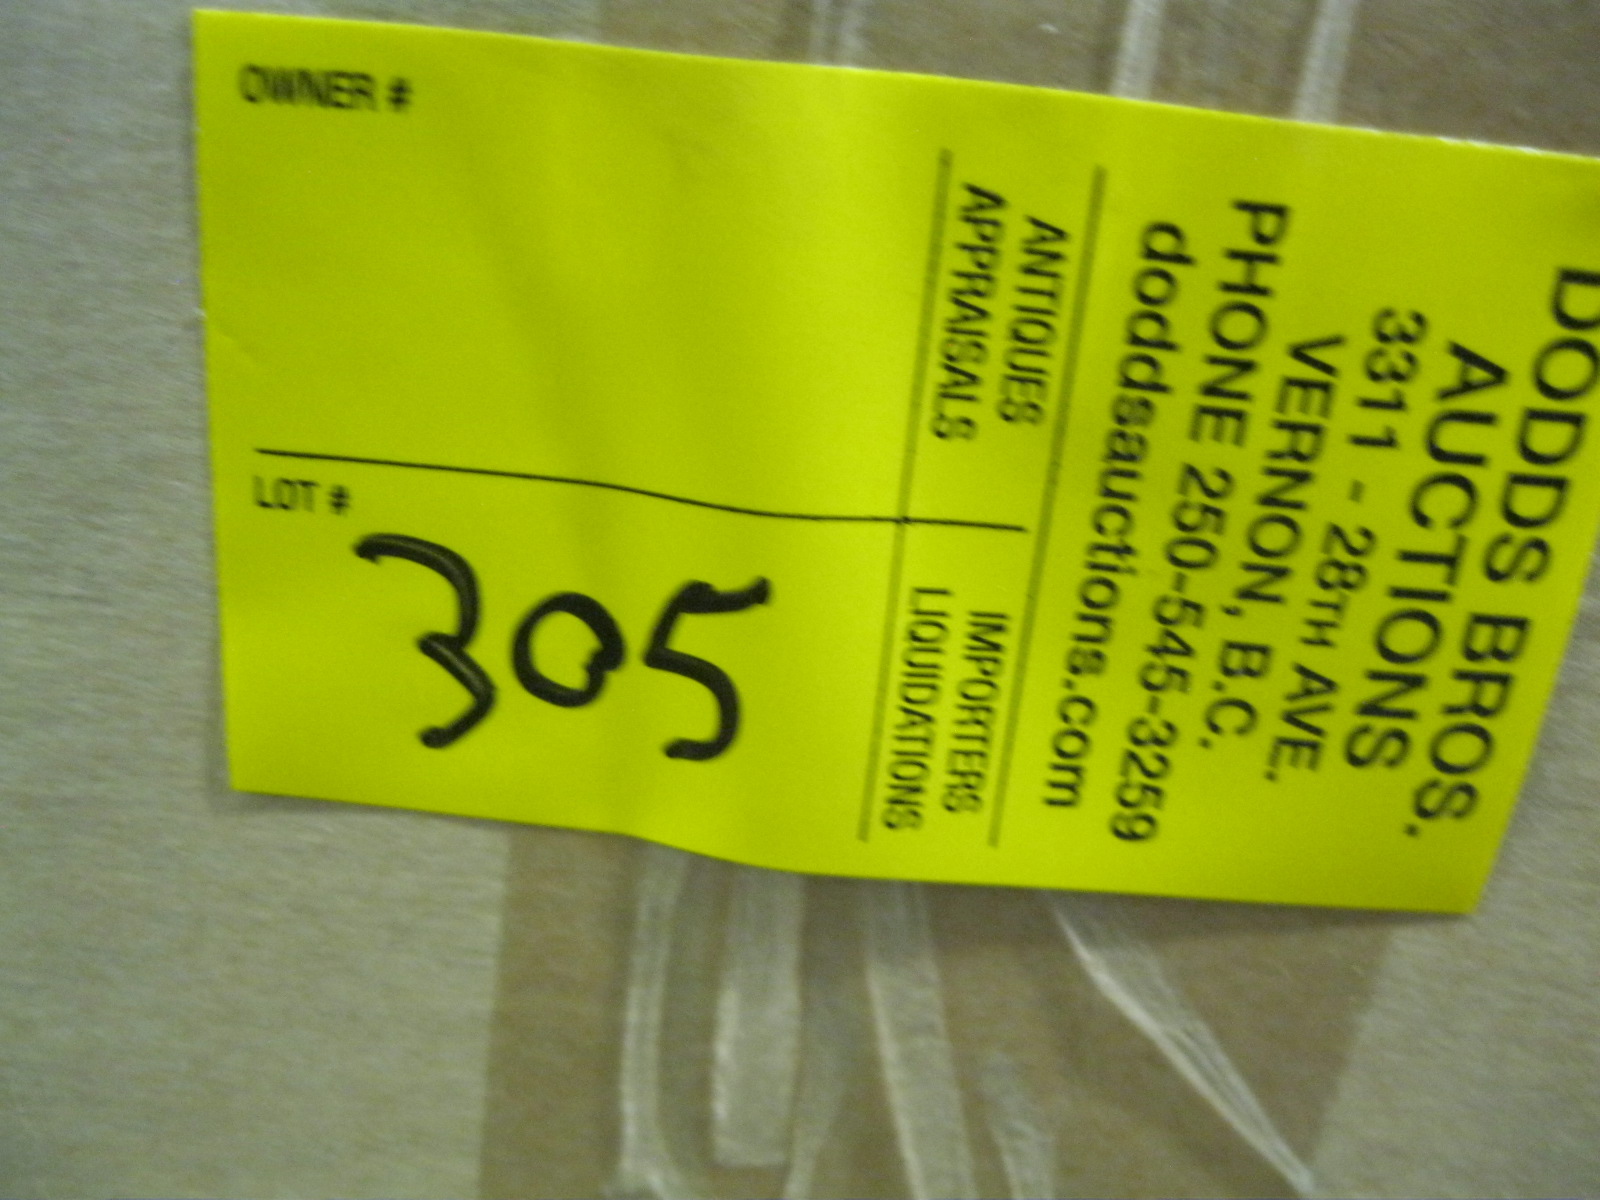 DODDS BROS.
AUCTIONS
3311 - 28TH AVE.
VERNON, B.C.
PHONE 250-545-3259
doddsauctions.com
ANTIQUES
APPRAISALS
IMPORTERS
LIQUIDATIONS
OWNER #
LOT #
305